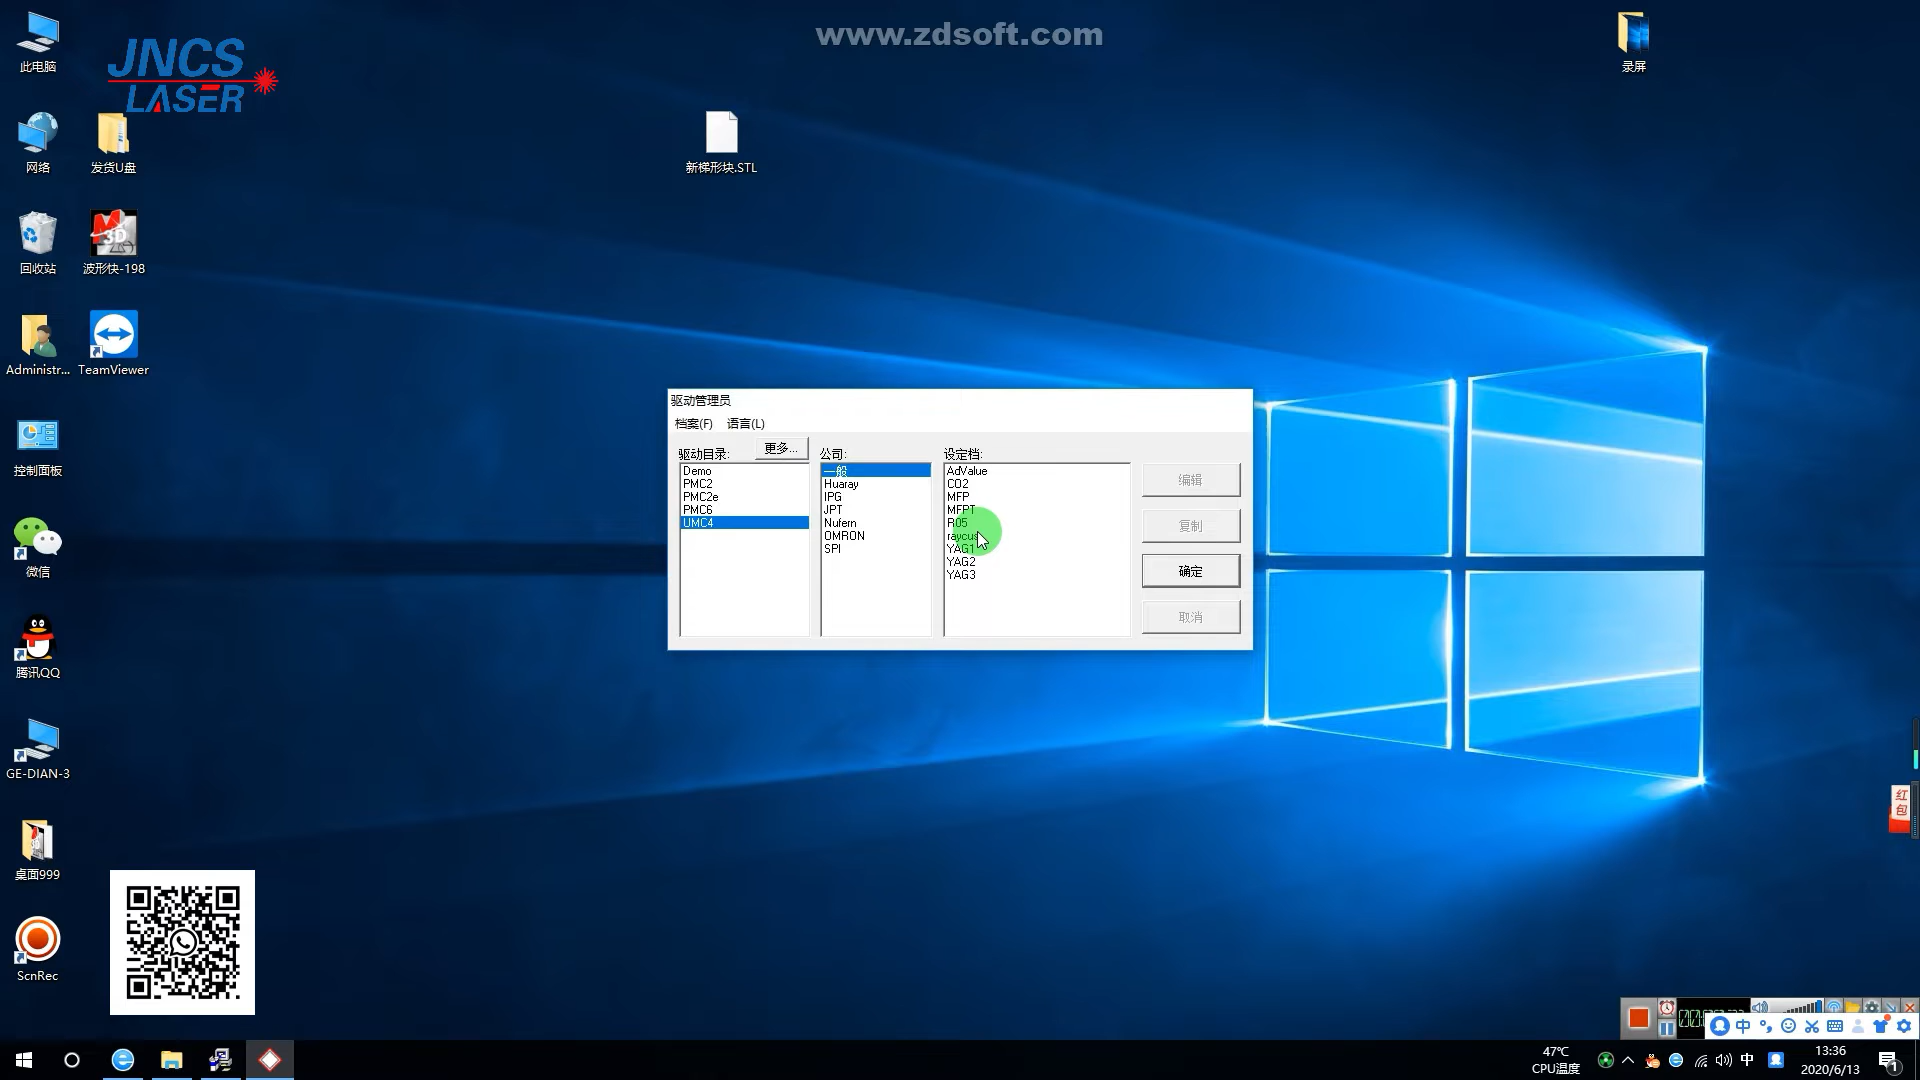 www.zdsoft.com
JNCS
LASER
此电脑
网络
发货U盘
回收站
波形快-198
Administr...
TeamViewer
控制面板
微信
腾讯QQ
GE-DIAN-3
桌面999
ScnRec
新梯形块.STL
录屏
驱动管理员
档案(F) 语言(L)
驱动目录:
更多...
公司:
设定档:
Demo
PMC2
PMC2e
PMC6
UMC4
一般
Huaray
IPG
JPT
Nufern
OMRON
SPI
AdValue
CO2
MFP
MFPT
R05
raycus
YAG1
YAG2
YAG3
编辑
复制
确定
取消
红
包
中
47℃
CPU温度
中
13:36
2020/6/13
1